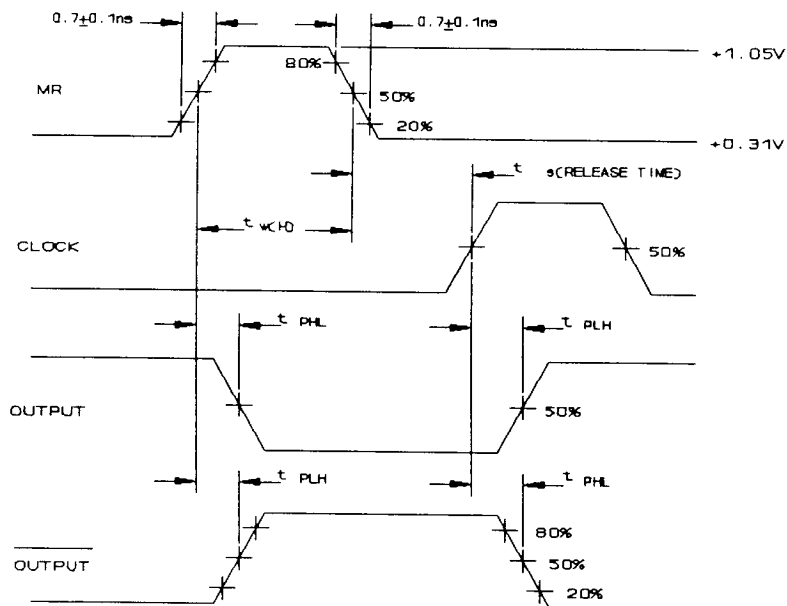 0.7±0.1ns 0.7±0.1ns
80% +1.05V
MR 50%
20% +0.31V
t s(RELEASE TIME)
t W(H)
CLOCK 50%
t PHL t PLH
OUTPUT 50%
t PLH t PHL
80%
OUTPUT 50%
20%